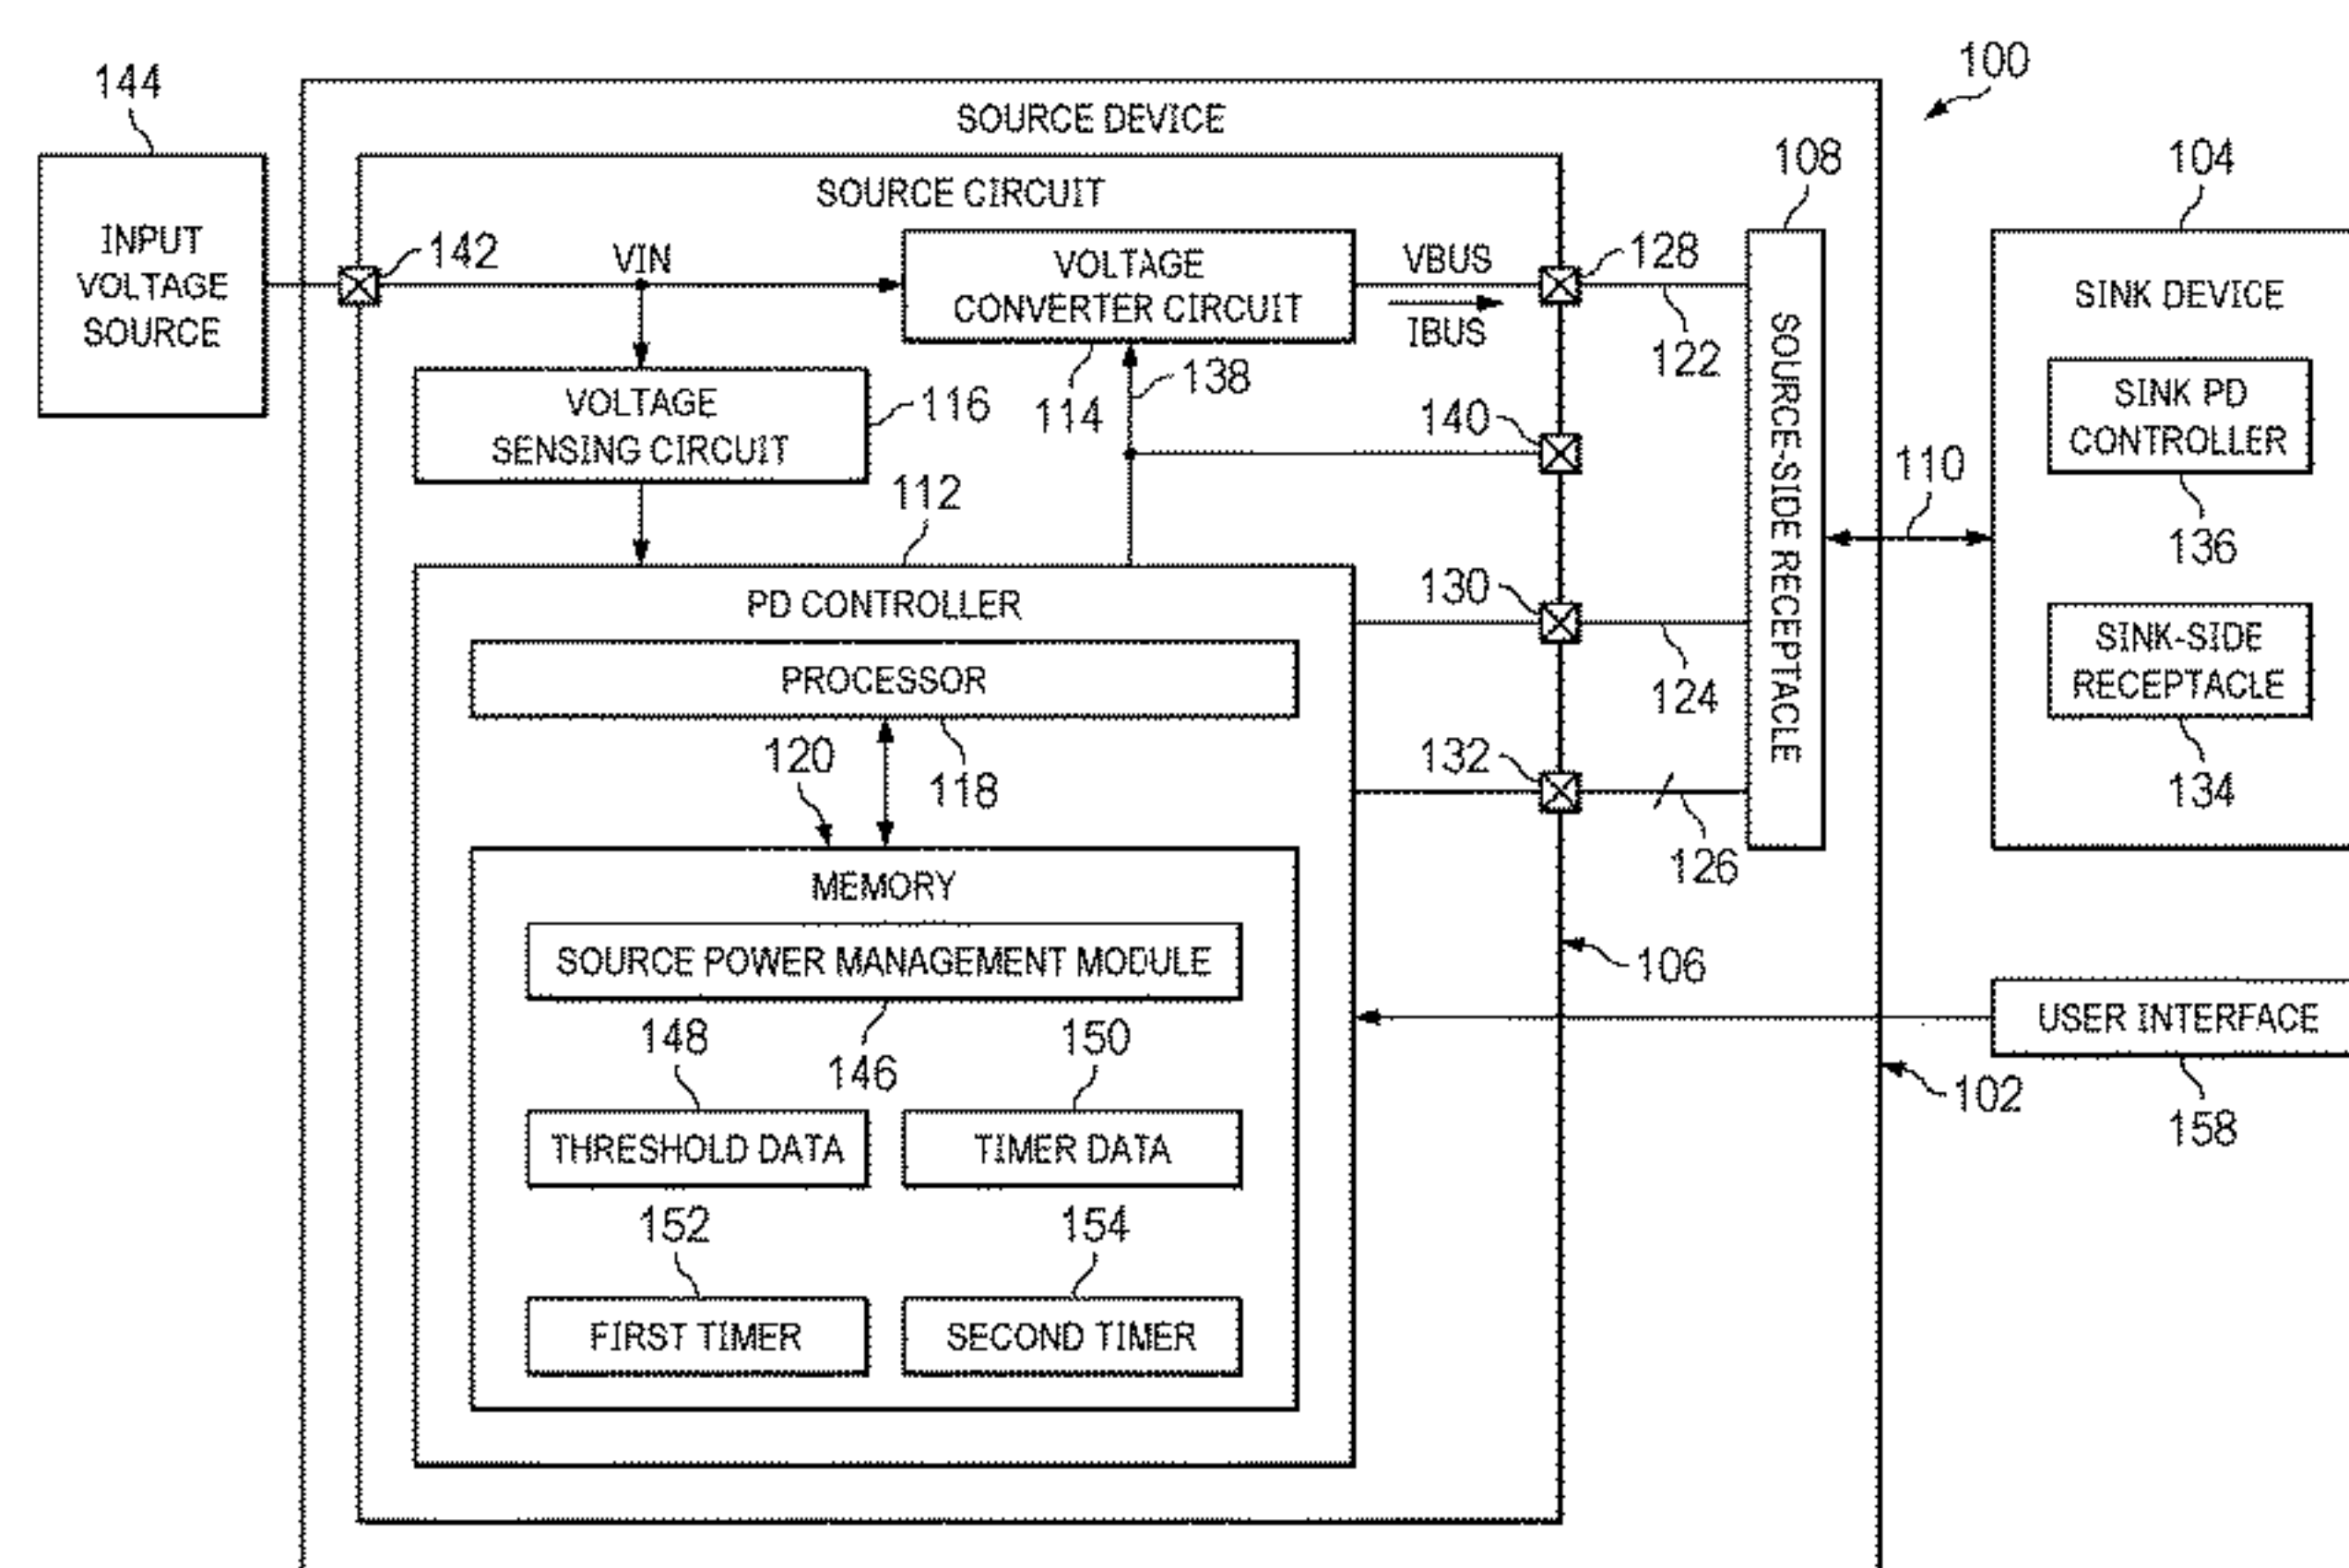 100
144
SOURCE DEVICE
108
104
SOURCE CIRCUIT
INPUT
VOLTAGE
SOURCE
142
VIN
VOLTAGE
CONVERTER CIRCUIT
VBUS
IBUS
128
122
SINK DEVICE
SOURCE-SIDE RECEPTACLE
VOLTAGE
SENSING CIRCUIT
116
114
138
140
SINK PD
CONTROLLER
110
136
112
PD CONTROLLER
130
124
PROCESSOR
SINK-SIDE
RECEPTACLE
134
120
118
132
126
MEMORY
SOURCE POWER MANAGEMENT MODULE
106
148
146
150
USER INTERFACE
102
158
THRESHOLD DATA
TIMER DATA
152
154
FIRST TIMER
SECOND TIMER